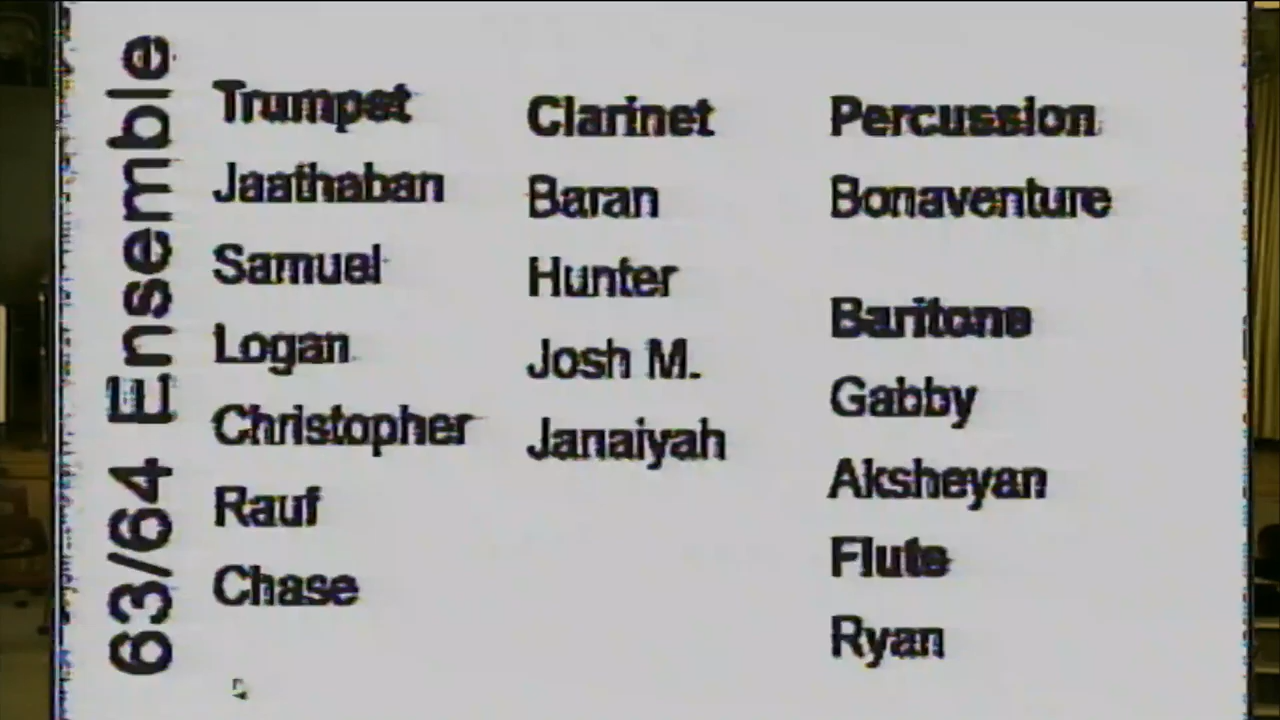 63/64 Ensemble
Trumpet
Jaathaban
Samuel
Logan
Christopher
Rauf
Chase
Clarinet
Baran
Hunter
Josh M.
Janaiyah
Percussion
Bonaventure
Baritone
Gabby
Aksheyan
Flute
Ryan